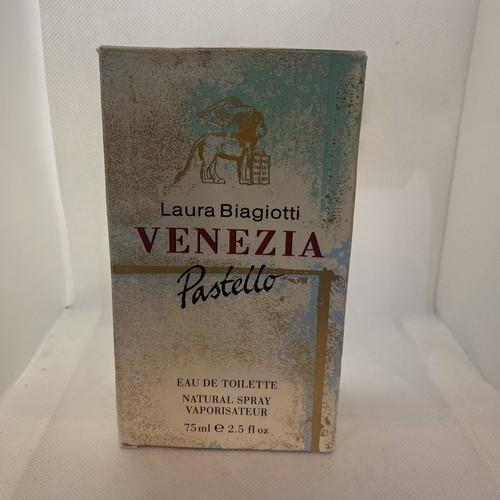 Laura Biagiotti
VENEZIA
Pastello
EAU DE TOILETTE
NATURAL SPRAY
VAPORISATEUR
75ml ℮ 2.5 fl oz